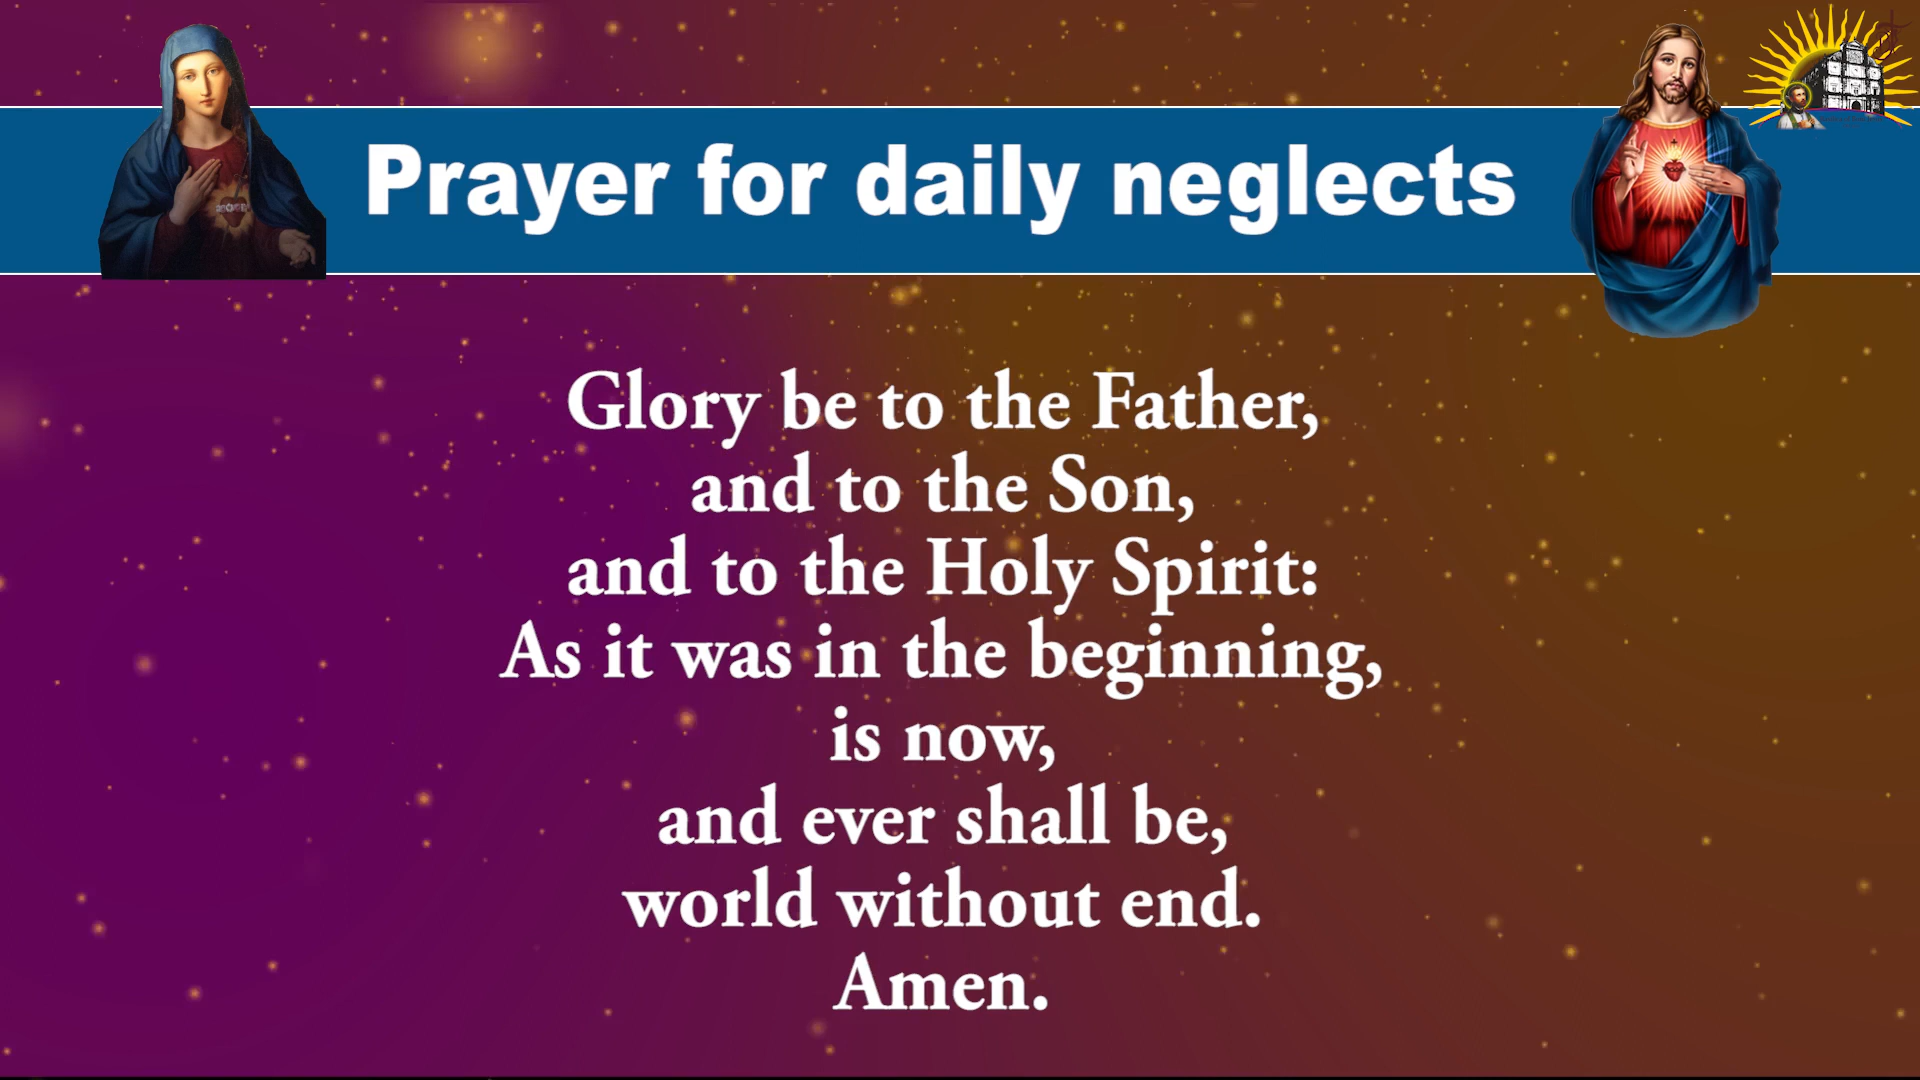 Prayer for daily neglects
Glory be to the Father,
and to the Son,
and to the Holy Spirit:
As it was in the beginning,
is now,
and ever shall be,
world without end.
Amen.